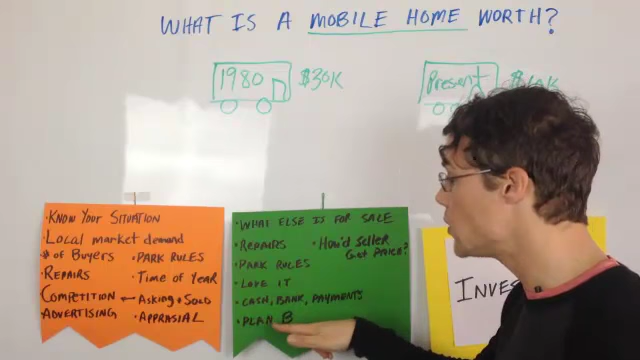 WHAT IS A MOBILE HOME WORTH?
1980 $30K
Present
• KNOW YOUR SITUATION
• Local market demand
# of Buyers • PARK RULES
REPAIRS • Time of YEAR
COMPETITION ← Asking + SOLD
ADVERTISING • APPRASIAL
• WHAT ELSE IS FOR SALE
• REPAIRS • How'd Seller
Get PRICE?
• PARK RULES
• LOVE IT
• CASH, BANK, PAYMENTS
• PLAN B
INVES